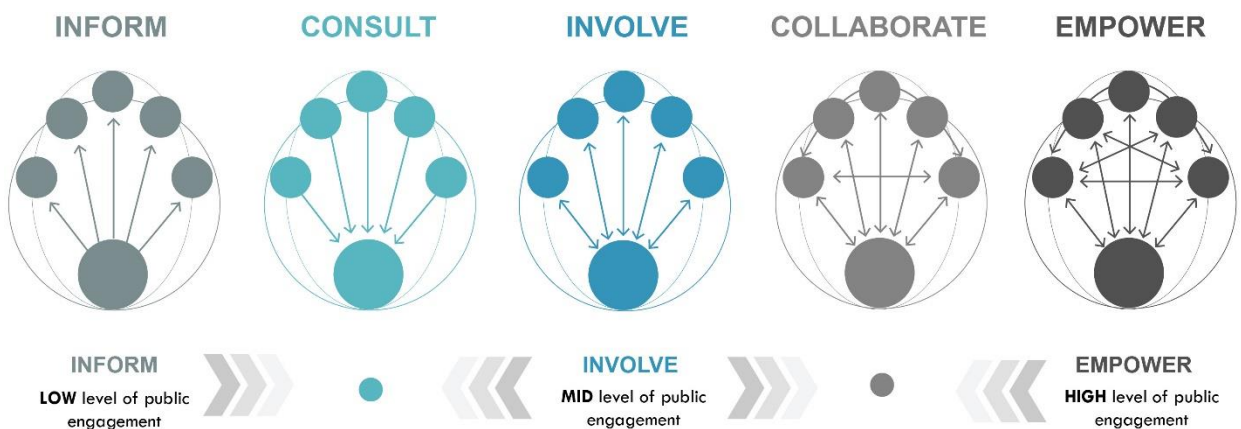 INFORM
CONSULT
INVOLVE
COLLABORATE
EMPOWER
INFORM
LOW level of public
engagement
INVOLVE
MID level of public
engagement
EMPOWER
HIGH level of public
engagement